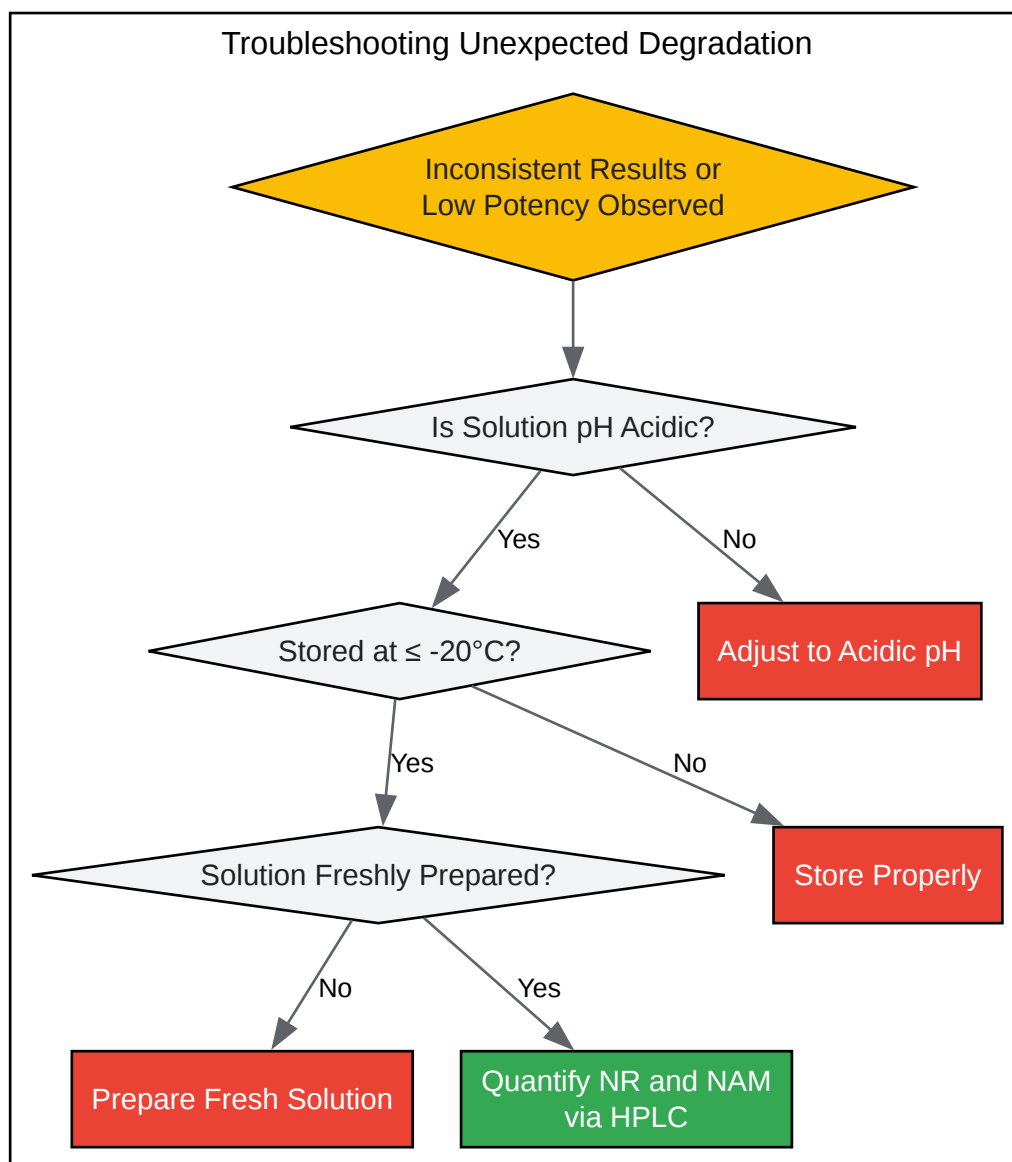 Troubleshooting Unexpected Degradation
Inconsistent Results or
Low Potency Observed
Is Solution pH Acidic?
Yes
No
Stored at ≤ -20°C?
Adjust to Acidic pH
Yes
No
Solution Freshly Prepared?
Store Properly
No
Yes
Prepare Fresh Solution
Quantify NR and NAM
via HPLC